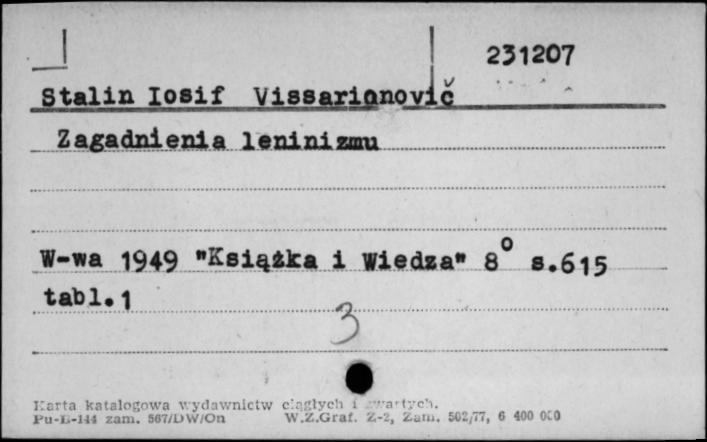 231207
Stalin Iosif Vissarionovič
Zagadnienia leninizmu
W-wa 1949 "Książka i Wiedza" 8° s.615
tabl.1
3
Karta katalogowa wydawnictw ciągłych i zwartych.
Pu-B-144 zam. 567/DW/On W.Z.Graf. Z-2, Zam. 502/77, 6 400 000